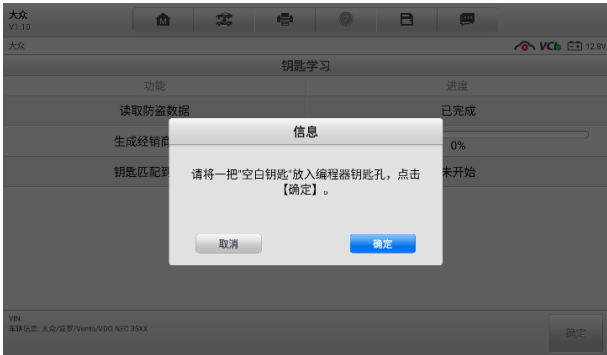 大众
V1.10
大众
VCI
12.8V
钥匙学习
功能
进度
读取防盗数据
已完成
生成经销商
0%
钥匙匹配
未开始
信息
请将一把"空白钥匙"放入编程器钥匙孔，点击
【确定】。
取消
确定
VIN:
车辆信息: 大众/波罗/Vento/VDO NEC 35XX
确定